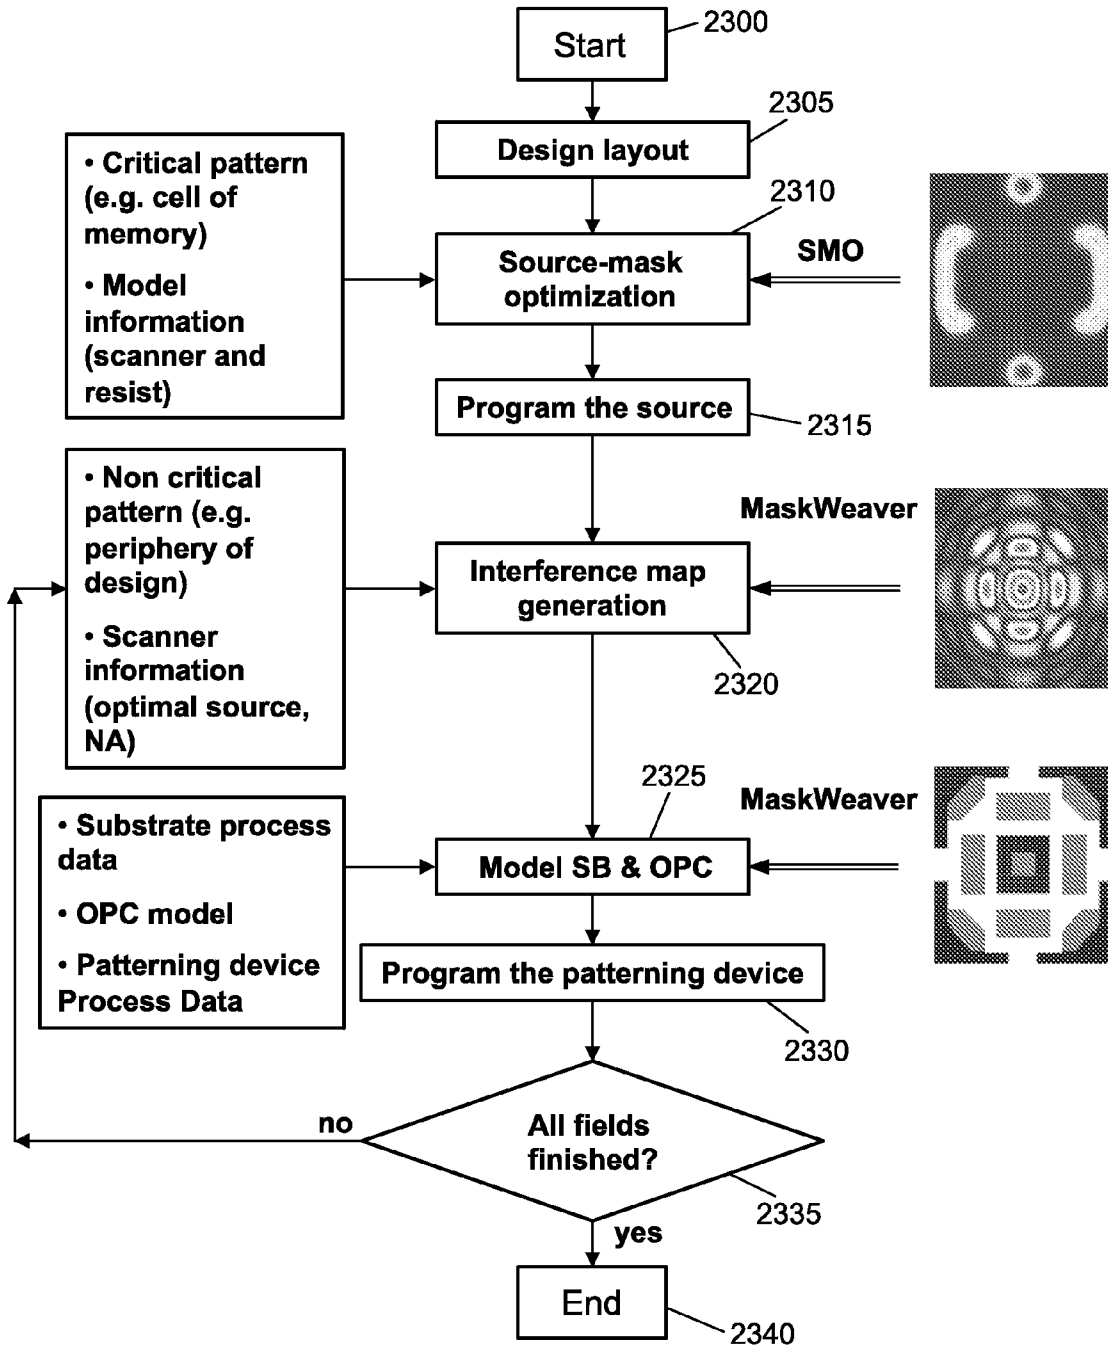 Start
2300
2305
Design layout
• Critical pattern
(e.g. cell of
memory)
• Model
information
(scanner and
resist)
2310
Source-mask
optimization
SMO
Program the source
2315
• Non critical
pattern (e.g.
periphery of
design)
• Scanner
information
(optimal source,
NA)
MaskWeaver
Interference map
generation
2320
2325
MaskWeaver
• Substrate process
data
• OPC model
• Patterning device
Process Data
Model SB & OPC
Program the patterning device
2330
no
All fields
finished?
2335
yes
End
2340